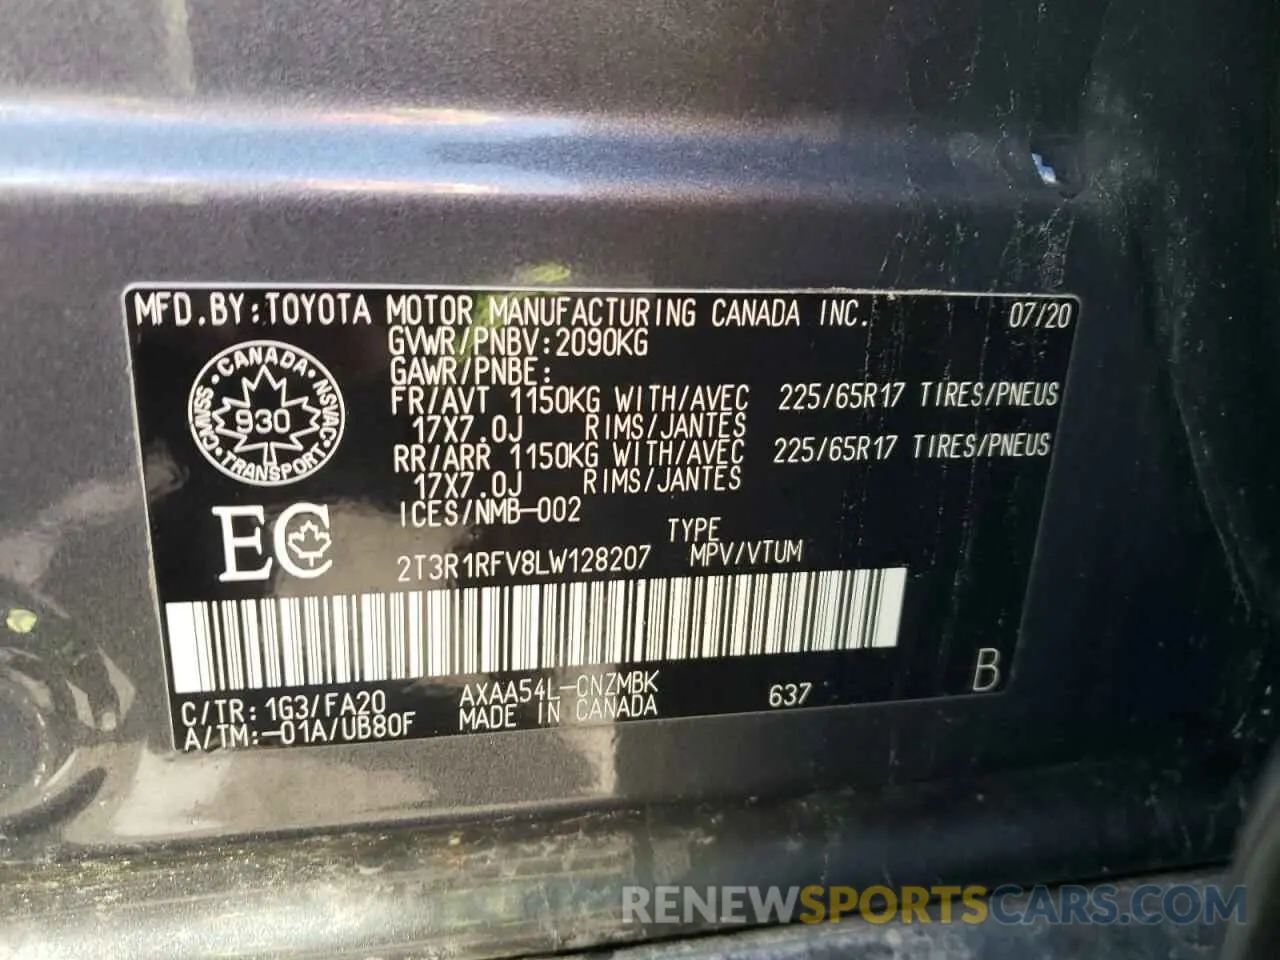 MFD.BY:TOYOTA MOTOR MANUFACTURING CANADA INC. 07/20
GVWR/PNBV:2090KG
GAWR/PNBE:
FR/AVT 1150KG WITH/AVEC 225/65R17 TIRES/PNEUS
17X7.0J RIMS/JANTES
RR/ARR 1150KG WITH/AVEC 225/65R17 TIRES/PNEUS
17X7.0J RIMS/JANTES
ICES/NMB-002
CANADA
CMVSS NSVAC
930
TRANSPORT
EC
TYPE
2T3R1RFV8LW128207 MPV/VTUM
C/TR: 1G3/FA20 AXAA54L-CNZMBK 637 B
A/TM:-01A/UB80F MADE IN CANADA
RENEWSPORTSCARS.COM